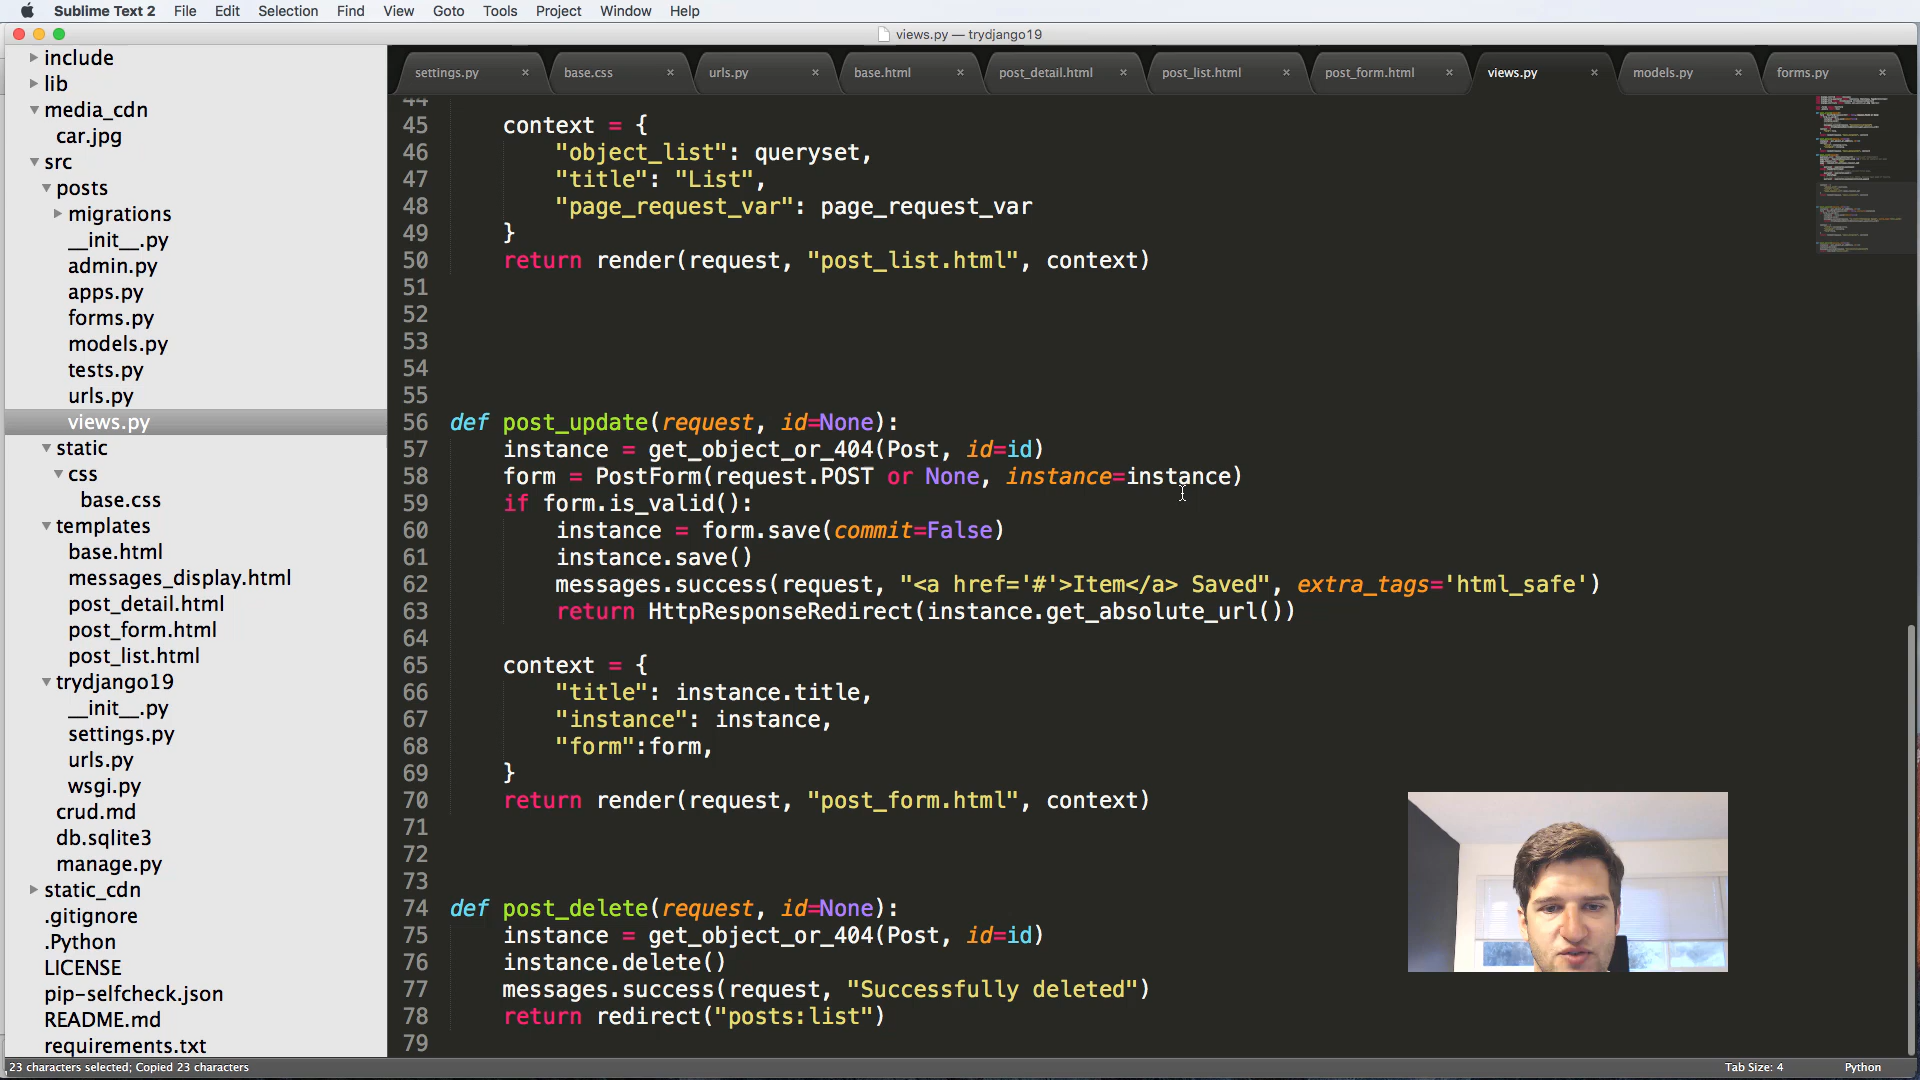 Sublime Text 2 File Edit Selection Find View Goto Tools Project Window Help
views.py — trydjango19
settings.py × base.css × urls.py × base.html × post_detail.html × post_list.html × post_form.html × views.py × models.py × forms.py ×
include
lib
media_cdn
car.jpg
src
posts
migrations
__init__.py
admin.py
apps.py
forms.py
models.py
tests.py
urls.py
views.py
static
css
base.css
templates
base.html
messages_display.html
post_detail.html
post_form.html
post_list.html
trydjango19
__init__.py
settings.py
urls.py
wsgi.py
crud.md
db.sqlite3
manage.py
static_cdn
.gitignore
.Python
LICENSE
pip-selfcheck.json
README.md
requirements.txt
44
45     context = {
46         "object_list": queryset,
47         "title": "List",
48         "page_request_var": page_request_var
49     }
50     return render(request, "post_list.html", context)
51
52
53
54
55
56 def post_update(request, id=None):
57     instance = get_object_or_404(Post, id=id)
58     form = PostForm(request.POST or None, instance=instance)
59     if form.is_valid():
60         instance = form.save(commit=False)
61         instance.save()
62         messages.success(request, "<a href='#'>Item</a> Saved", extra_tags='html_safe')
63         return HttpResponseRedirect(instance.get_absolute_url())
64
65     context = {
66         "title": instance.title,
67         "instance": instance,
68         "form":form,
69     }
70     return render(request, "post_form.html", context)
71
72
73
74 def post_delete(request, id=None):
75     instance = get_object_or_404(Post, id=id)
76     instance.delete()
77     messages.success(request, "Successfully deleted")
78     return redirect("posts:list")
79
23 characters selected; Copied 23 characters
Tab Size: 4 Python